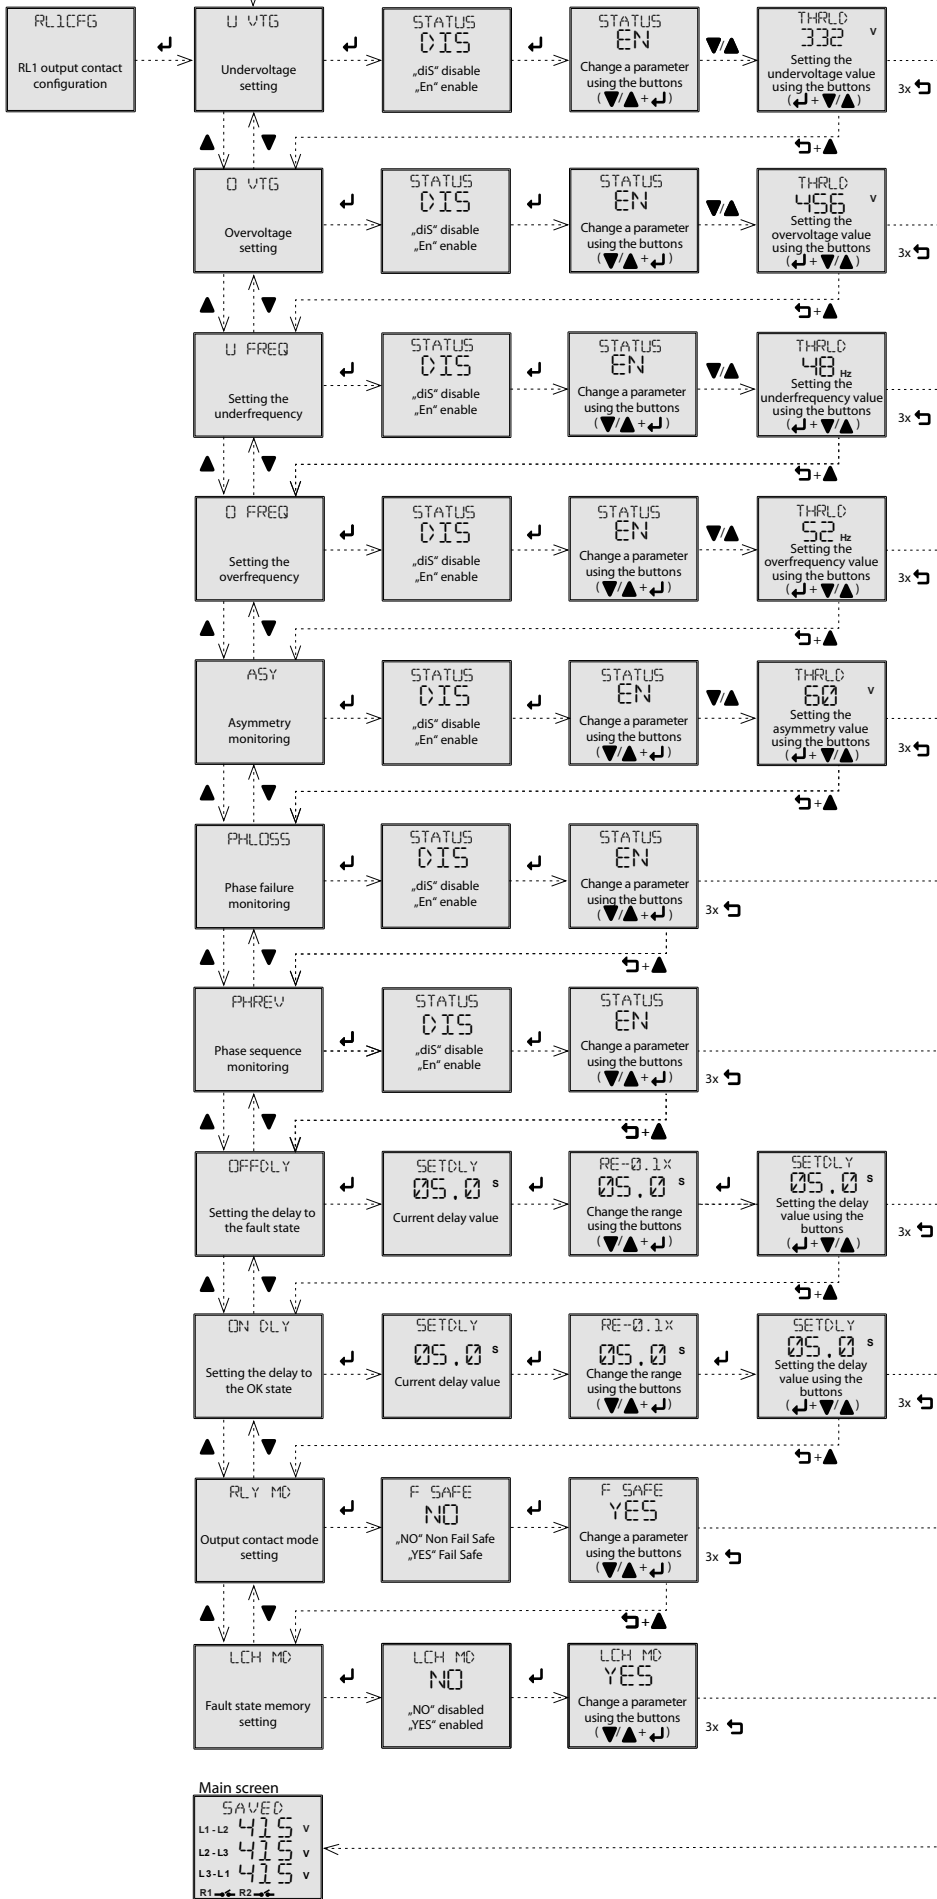 RL1CFG
RL1 output contact
configuration
U VTG
Undervoltage
setting
STATUS
DIS
„diS“ disable
„En“ enable
STATUS
EN
Change a parameter
using the buttons
(▼/▲ + ↵)
▼/▲
THRLD
332 V
Setting the
undervoltage value
using the buttons
(↵ + ▼/▲)
3x ⮌
⮌+▲
O VTG
Overvoltage
setting
STATUS
DIS
„diS“ disable
„En“ enable
STATUS
EN
Change a parameter
using the buttons
(▼/▲ + ↵)
▼/▲
THRLD
456 V
Setting the
overvoltage value
using the buttons
(↵ + ▼/▲)
3x ⮌
⮌+▲
U FREQ
Setting the
underfrequency
STATUS
DIS
„diS“ disable
„En“ enable
STATUS
EN
Change a parameter
using the buttons
(▼/▲ + ↵)
▼/▲
THRLD
48 Hz
Setting the
underfrequency value
using the buttons
(↵ + ▼/▲)
3x ⮌
⮌+▲
O FREQ
Setting the
overfrequency
STATUS
DIS
„diS“ disable
„En“ enable
STATUS
EN
Change a parameter
using the buttons
(▼/▲ + ↵)
▼/▲
THRLD
52 Hz
Setting the
overfrequency value
using the buttons
(↵ + ▼/▲)
3x ⮌
⮌+▲
ASY
Asymmetry
monitoring
STATUS
DIS
„diS“ disable
„En“ enable
STATUS
EN
Change a parameter
using the buttons
(▼/▲ + ↵)
▼/▲
THRLD
60 V
Setting the
asymmetry value
using the buttons
(↵ + ▼/▲)
3x ⮌
⮌+▲
PHLOSS
Phase failure
monitoring
STATUS
DIS
„diS“ disable
„En“ enable
STATUS
EN
Change a parameter
using the buttons
(▼/▲ + ↵)
3x ⮌
⮌+▲
PHREV
Phase sequence
monitoring
STATUS
DIS
„diS“ disable
„En“ enable
STATUS
EN
Change a parameter
using the buttons
(▼/▲ + ↵)
3x ⮌
⮌+▲
OFFDLY
Setting the delay to
the fault state
SETDLY
05.0 s
Current delay value
RE-0.1X
05.0 s
Change the range
using the buttons
(▼/▲ + ↵)
SETDLY
05.0 s
Setting the delay
value using the
buttons
(↵ + ▼/▲)
3x ⮌
⮌+▲
ON DLY
Setting the delay to
the OK state
SETDLY
05.0 s
Current delay value
RE-0.1X
05.0 s
Change the range
using the buttons
(▼/▲ + ↵)
SETDLY
05.0 s
Setting the delay
value using the
buttons
(↵ + ▼/▲)
3x ⮌
⮌+▲
RLY MD
Output contact mode
setting
F SAFE
NO
„NO“ Non Fail Safe
„YES“ Fail Safe
F SAFE
YES
Change a parameter
using the buttons
(▼/▲ + ↵)
3x ⮌
⮌+▲
LCH MD
Fault state memory
setting
LCH MD
NO
„NO“ disabled
„YES“ enabled
LCH MD
YES
Change a parameter
using the buttons
(▼/▲ + ↵)
3x ⮌
Main screen
SAVED
L1-L2 415 V
L2-L3 415 V
L3-L1 415 V
R1 R2